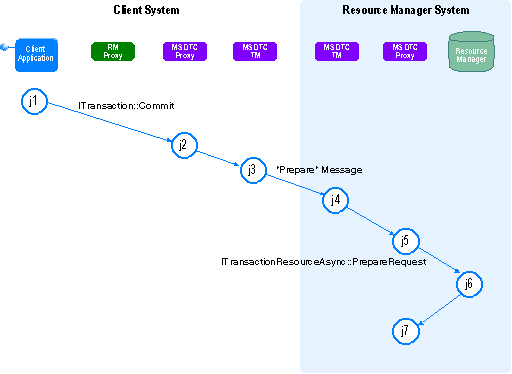 Client System
Resource Manager System
Client
Application
RM
Proxy
MSDTC
Proxy
MSDTC
TM
MSDTC
TM
MSDTC
Proxy
Resource
Manager
j1
ITransaction::Commit
j2
j3
"Prepare" Message
j4
j5
ITransactionResourceAsync::PrepareRequest
j6
j7